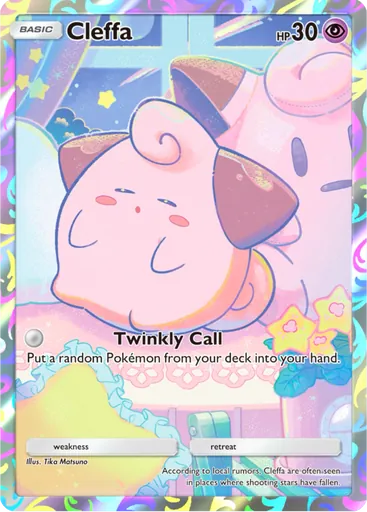 BASIC Cleffa HP 30
Twinkly Call
Put a random Pokémon from your deck into your hand.
weakness retreat
Illus. Tika Matsuno
According to local rumors, Cleffa are often seen
in places where shooting stars have fallen.